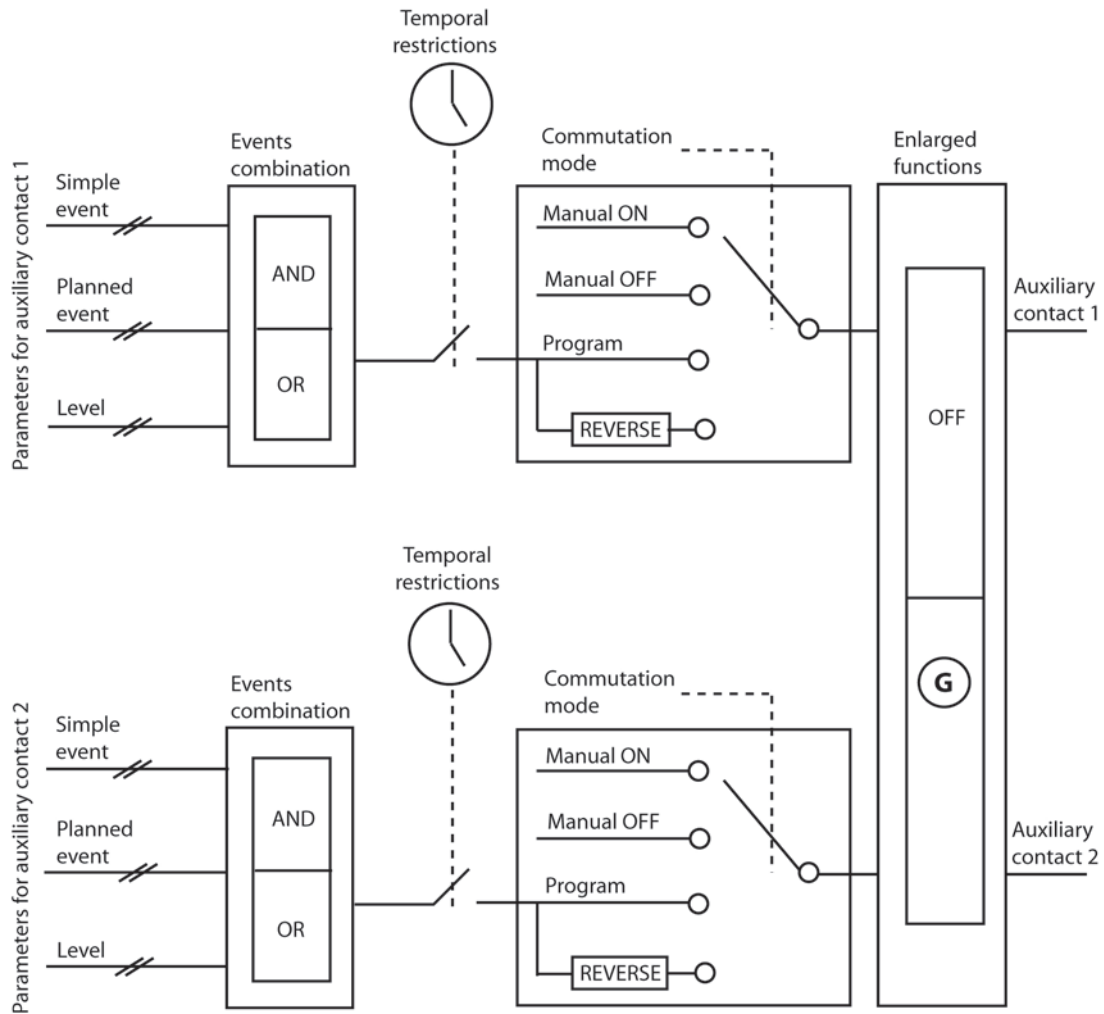 Temporal
restrictions
Events
combination
Commutation
mode
Enlarged
functions
Parameters for auxiliary contact 1
Simple
event
Planned
event
Level
AND
OR
Manual ON
Manual OFF
Program
REVERSE
OFF
Auxiliary
contact 1
Temporal
restrictions
Events
combination
Commutation
mode
Parameters for auxiliary contact 2
Simple
event
Planned
event
Level
AND
OR
Manual ON
Manual OFF
Program
REVERSE
G
Auxiliary
contact 2